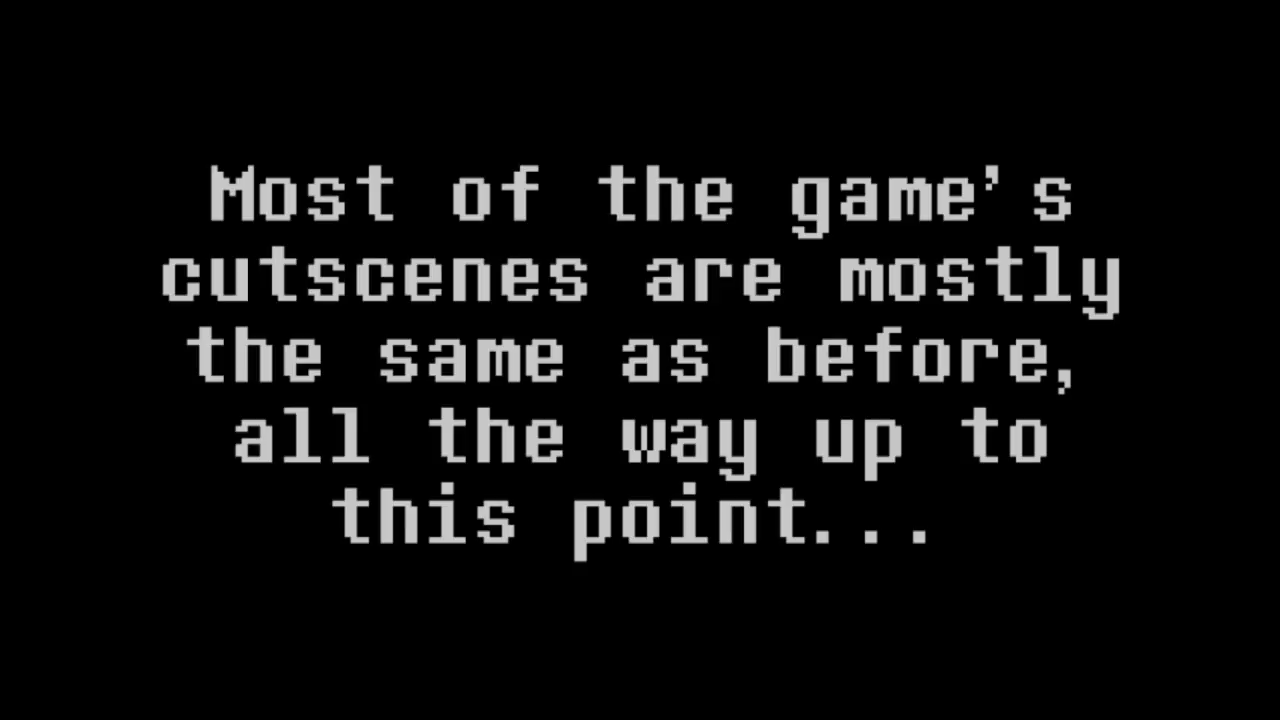 Most of the game's
cutscenes are mostly
the same as before,
all the way up to
this point...